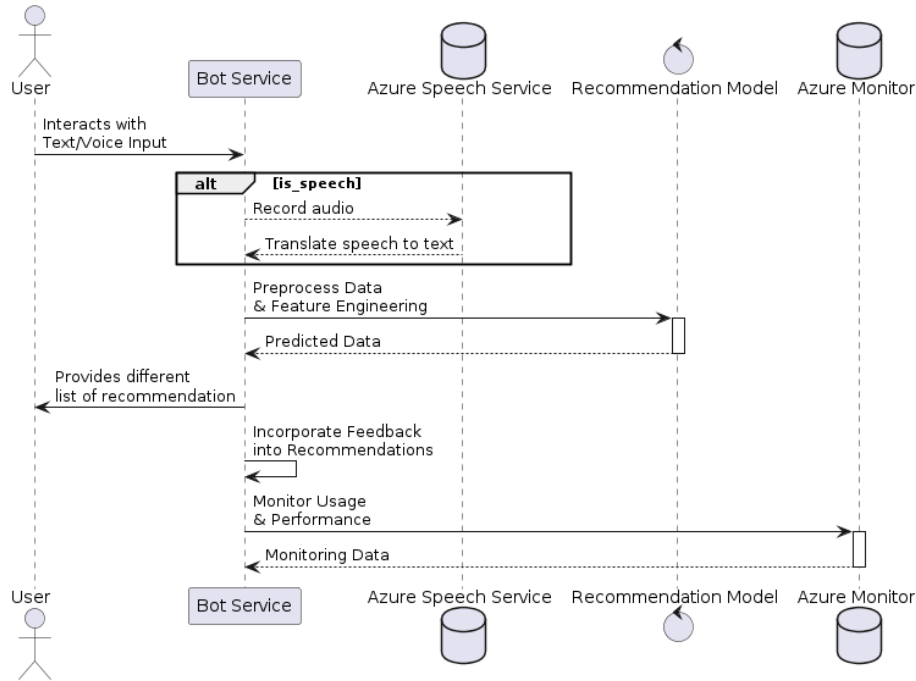 User
Bot Service
Azure Speech Service
Recommendation Model
Azure Monitor
Interacts with
Text/Voice Input
alt [is_speech]
Record audio
Translate speech to text
Preprocess Data
& Feature Engineering
Predicted Data
Provides different
list of recommendation
Incorporate Feedback
into Recommendations
Monitor Usage
& Performance
Monitoring Data
User
Bot Service
Azure Speech Service
Recommendation Model
Azure Monitor